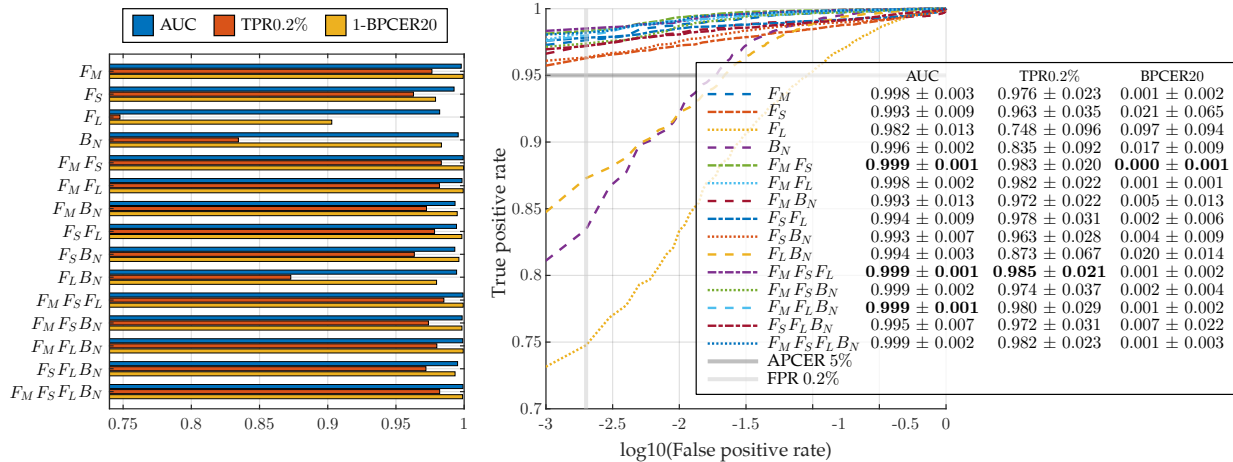 AUC TPR0.2% 1-BPCER20
F_M
F_S
F_L
B_N
F_M F_S
F_M F_L
F_M B_N
F_S F_L
F_S B_N
F_L B_N
F_M F_S F_L
F_M F_S B_N
F_M F_L B_N
F_S F_L B_N
F_M F_S F_L B_N
0.75 0.8 0.85 0.9 0.95 1
True positive rate
1
0.95
0.9
0.85
0.8
0.75
0.7
AUC TPR0.2% BPCER20
F_M 0.998 ± 0.003 0.976 ± 0.023 0.001 ± 0.002
F_S 0.993 ± 0.009 0.963 ± 0.035 0.021 ± 0.065
F_L 0.982 ± 0.013 0.748 ± 0.096 0.097 ± 0.094
B_N 0.996 ± 0.002 0.835 ± 0.092 0.017 ± 0.009
F_M F_S 0.999 ± 0.001 0.983 ± 0.020 0.000 ± 0.001
F_M F_L 0.998 ± 0.002 0.982 ± 0.022 0.001 ± 0.001
F_M B_N 0.993 ± 0.013 0.972 ± 0.022 0.005 ± 0.013
F_S F_L 0.994 ± 0.009 0.978 ± 0.031 0.002 ± 0.006
F_S B_N 0.993 ± 0.007 0.963 ± 0.028 0.004 ± 0.009
F_L B_N 0.994 ± 0.003 0.873 ± 0.067 0.020 ± 0.014
F_M F_S F_L 0.999 ± 0.001 0.985 ± 0.021 0.001 ± 0.002
F_M F_S B_N 0.999 ± 0.002 0.974 ± 0.037 0.002 ± 0.004
F_M F_L B_N 0.999 ± 0.001 0.980 ± 0.029 0.001 ± 0.002
F_S F_L B_N 0.995 ± 0.007 0.972 ± 0.031 0.007 ± 0.022
F_M F_S F_L B_N 0.999 ± 0.002 0.982 ± 0.023 0.001 ± 0.003
APCER 5%
FPR 0.2%
-3 -2.5 -2 -1.5 -1 -0.5 0
log10(False positive rate)